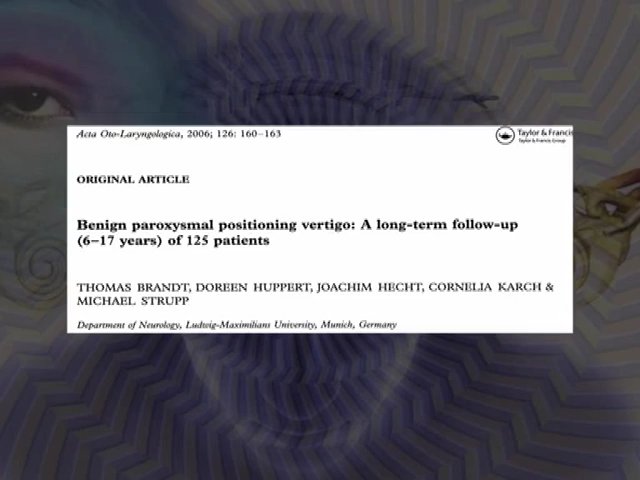 Acta Oto-Laryngologica, 2006; 126: 160–163
Taylor & Francis
Taylor & Francis Group
ORIGINAL ARTICLE
Benign paroxysmal positioning vertigo: A long-term follow-up
(6–17 years) of 125 patients
THOMAS BRANDT, DOREEN HUPPERT, JOACHIM HECHT, CORNELIA KARCH &
MICHAEL STRUPP
Department of Neurology, Ludwig-Maximilians University, Munich, Germany